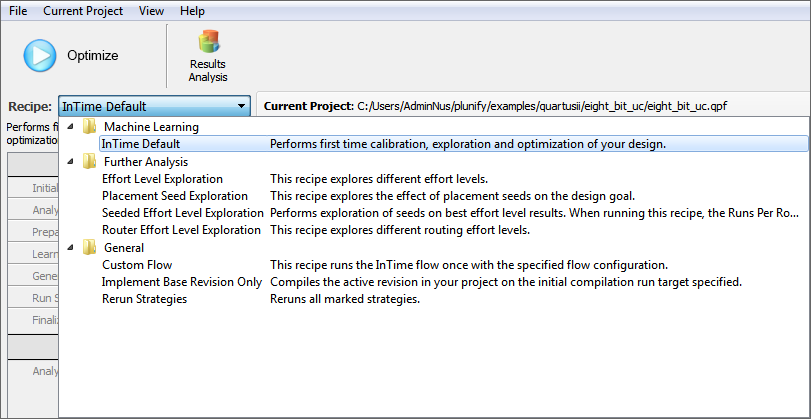 File Current Project View Help
Optimize
Results
Analysis
Recipe: InTime Default Current Project: C:/Users/AdminNus/plunify/examples/quartusii/eight_bit_uc/eight_bit_uc.qpf
Performs fi
optimization
Machine Learning
InTime Default Performs first time calibration, exploration and optimization of your design.
Further Analysis
Effort Level Exploration This recipe explores different effort levels.
Placement Seed Exploration This recipe explores the effect of placement seeds on the design goal.
Seeded Effort Level Exploration Performs exploration of seeds on best effort level results. When running this recipe, the Runs Per Ro...
Router Effort Level Exploration This recipe explores different routing effort levels.
General
Custom Flow This recipe runs the InTime flow once with the specified flow configuration.
Implement Base Revision Only Compiles the active revision in your project on the initial compilation run target specified.
Rerun Strategies Reruns all marked strategies.
Initial
Analy
Prepa
Learn
Gene
Run S
Finaliz
Analy